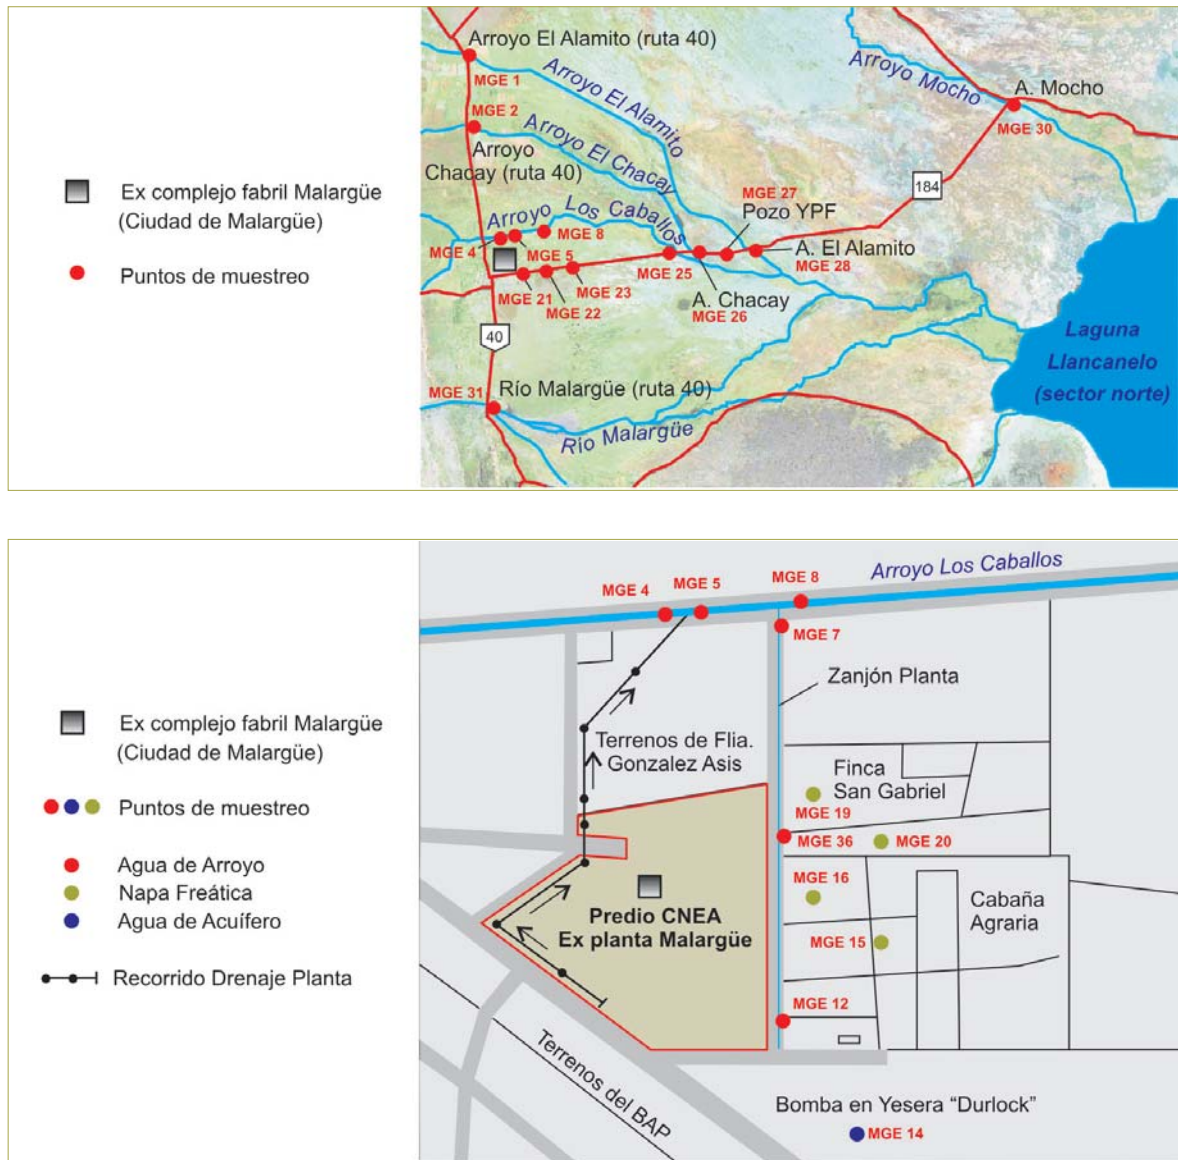 Arroyo El Alamito (ruta 40)
MGE 1
Arroyo El Alamito
Arroyo Mocho
A. Mocho
MGE 30
MGE 2
Arroyo
Chacay (ruta 40)
Arroyo El Chacay
184
Ex complejo fabril Malargüe
(Ciudad de Malargüe)
Puntos de muestreo
MGE 27
Pozo YPF
Arroyo Los Caballos
MGE 4
MGE 5
MGE 8
A. El Alamito
MGE 28
MGE 25
MGE 21
MGE 22
MGE 23
A. Chacay
MGE 26
40
Laguna
Llancanelo
(sector norte)
MGE 31
Río Malargüe (ruta 40)
Río Malargüe
MGE 4
MGE 5
MGE 8
Arroyo Los Caballos
MGE 7
Zanjón Planta
Ex complejo fabril Malargüe
(Ciudad de Malargüe)
Puntos de muestreo
Agua de Arroyo
Napa Freática
Agua de Acuífero
Recorrido Drenaje Planta
Terrenos de Flia.
Gonzalez Asis
Finca
San Gabriel
MGE 19
MGE 36
MGE 20
MGE 16
Predio CNEA
Ex planta Malargüe
Cabaña
Agraria
MGE 15
MGE 12
Terrenos del BAP
Bomba en Yesera “Durlock”
MGE 14